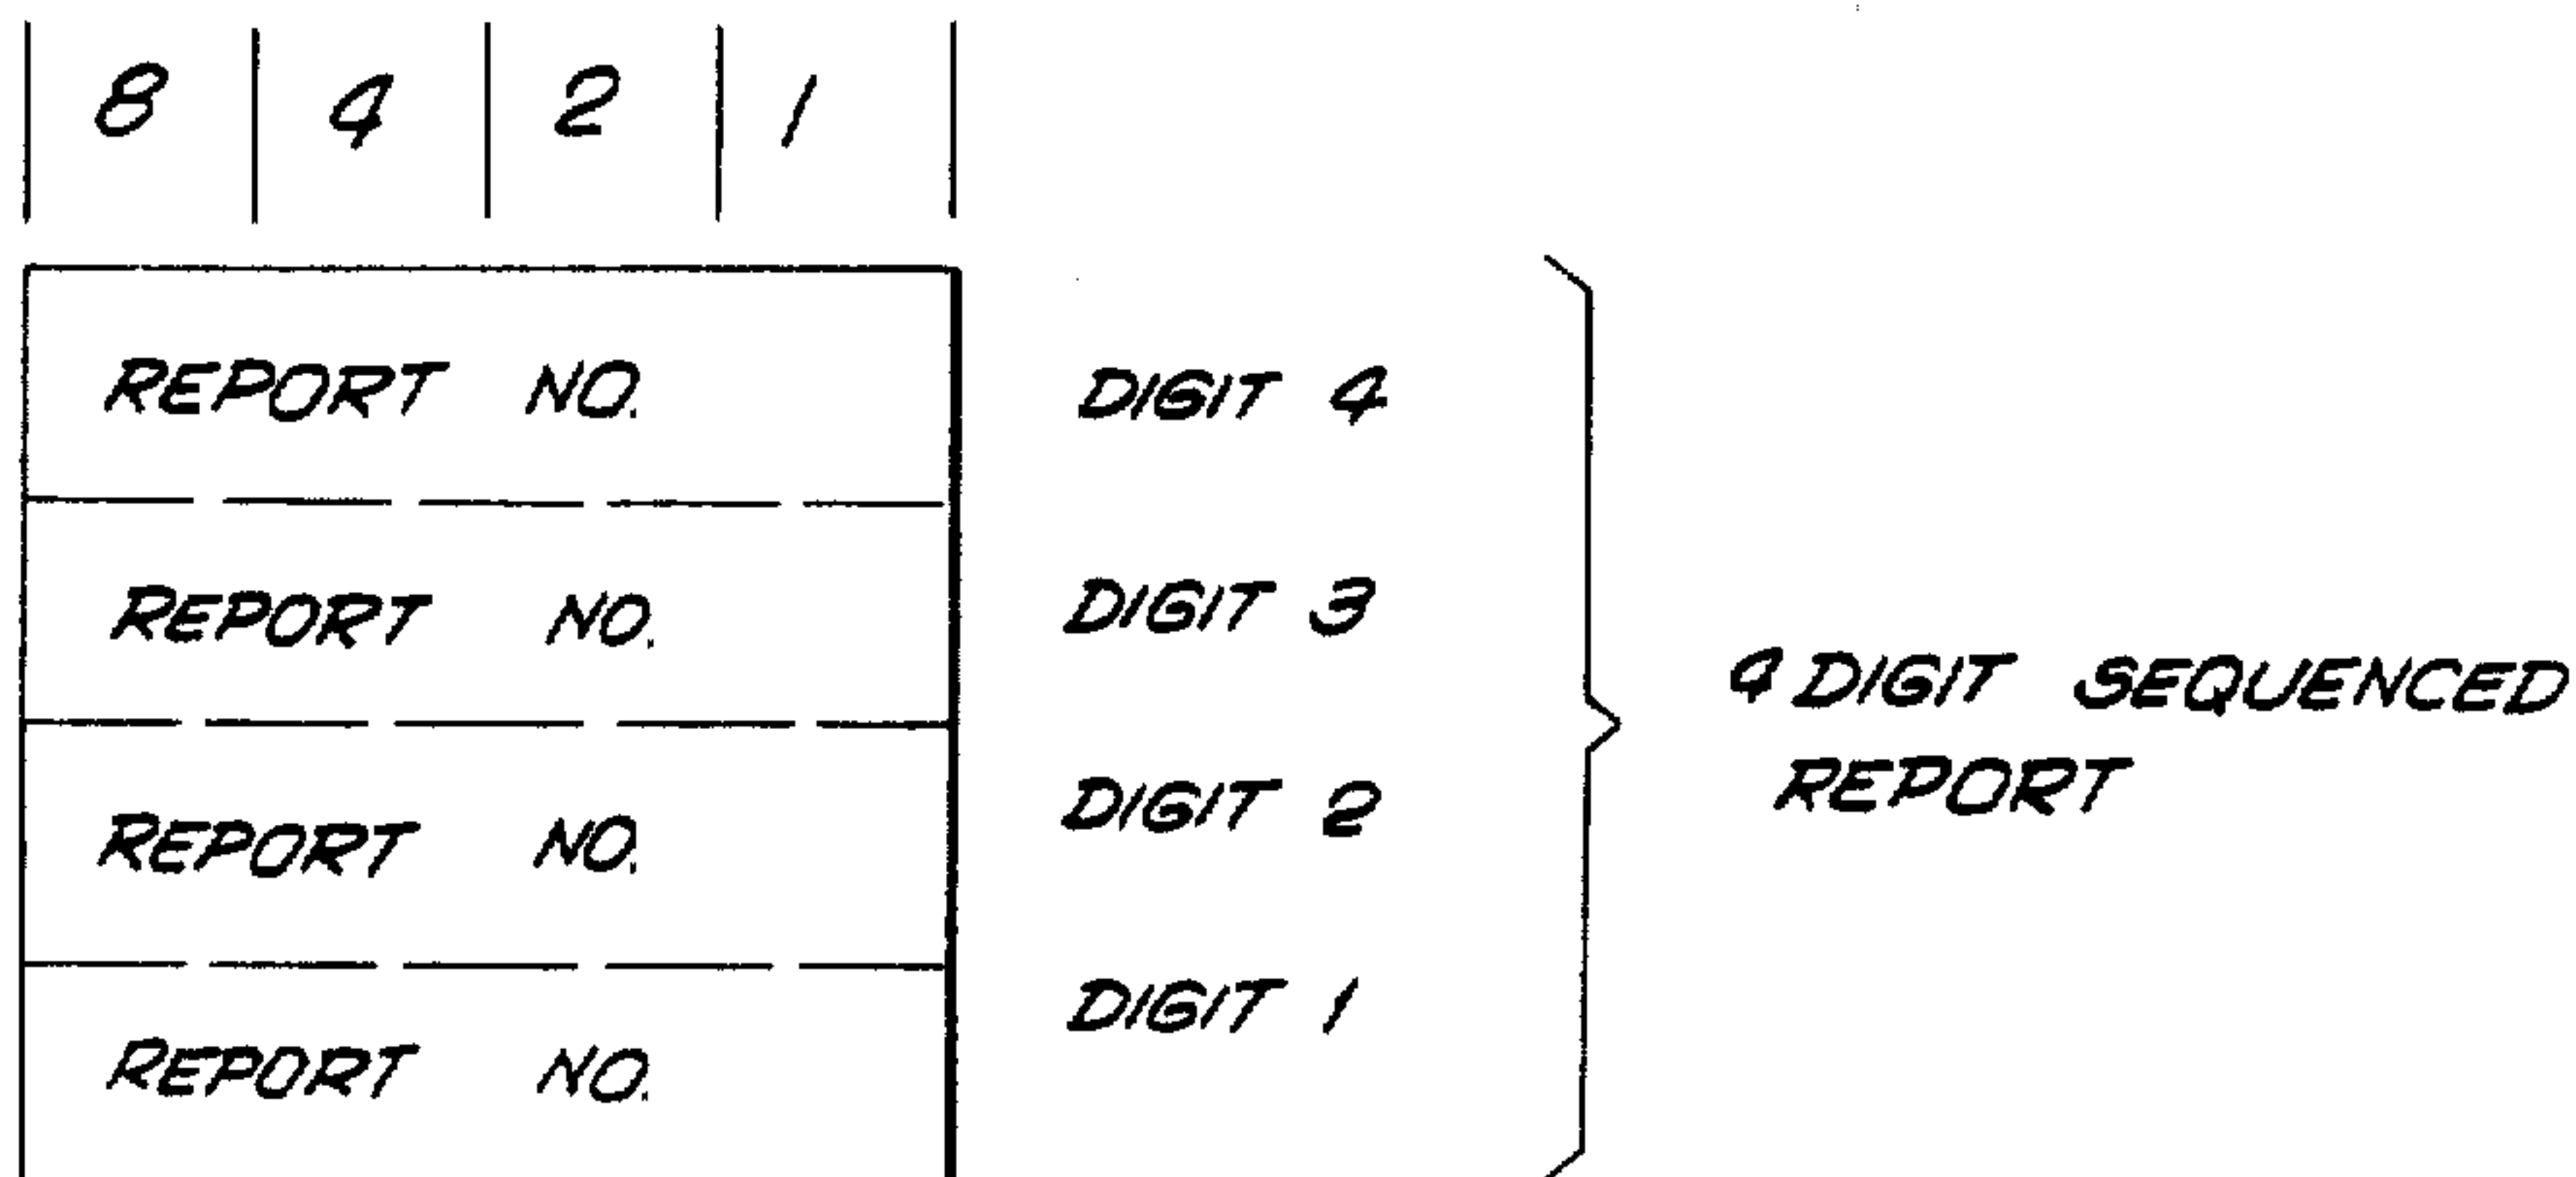 8 4 2 1
REPORT NO. DIGIT 4
REPORT NO. DIGIT 3
4 DIGIT SEQUENCED
REPORT
REPORT NO. DIGIT 2
REPORT NO. DIGIT 1